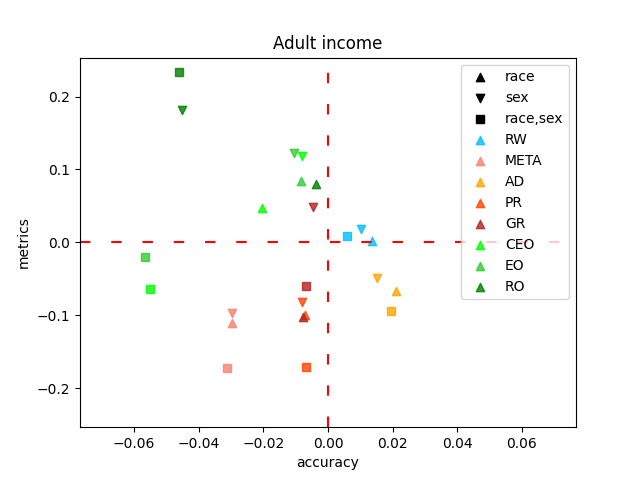 Adult income
metrics
0.2
0.1
0.0
−0.1
−0.2
race
sex
race,sex
RW
META
AD
PR
GR
CEO
EO
RO
−0.06
−0.04
−0.02
0.00
0.02
0.04
0.06
accuracy